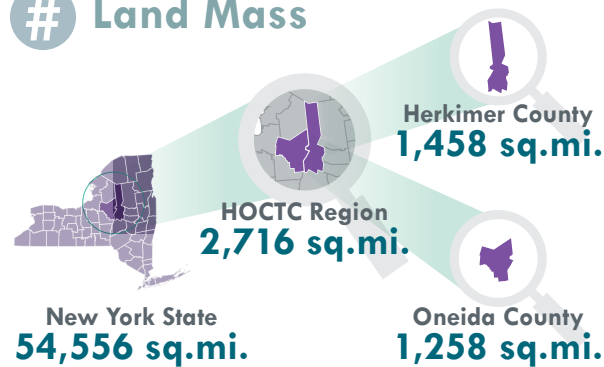 # Land Mass
Herkimer County
1,458 sq.mi.
HOCTC Region
2,716 sq.mi.
New York State
54,556 sq.mi.
Oneida County
1,258 sq.mi.